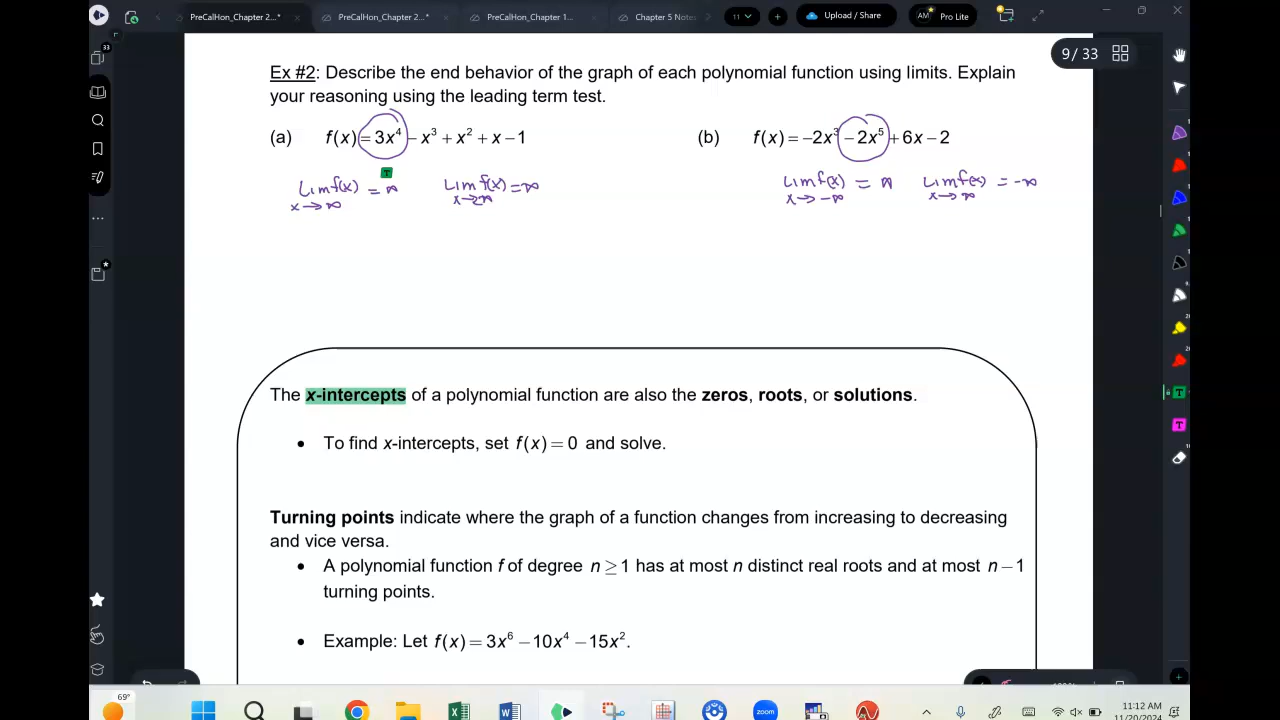 PreCalHon_Chapter 2...*
PreCalHon_Chapter 2...*
PreCalHon_Chapter 1...
Chapter 5 Notes
11
Upload / Share
AM
Pro Lite
33
9 / 33
Ex #2: Describe the end behavior of the graph of each polynomial function using limits. Explain
your reasoning using the leading term test.
(a) f(x) = 3x⁴ − x³ + x² + x − 1
(b) f(x) = −2x³ − 2x⁵ + 6x − 2
T
Lim f(x) = ∞
x → ∞
Lim f(x) = ∞
Lim f(x) = ∞
x → −∞
Lim f(x) = −∞
x → ∞
The x-intercepts of a polynomial function are also the zeros, roots, or solutions.
• To find x-intercepts, set f(x) = 0 and solve.
Turning points indicate where the graph of a function changes from increasing to decreasing
and vice versa.
• A polynomial function f of degree n ≥ 1 has at most n distinct real roots and at most n − 1
turning points.
• Example: Let f(x) = 3x⁶ − 10x⁴ − 15x².
T
T
69°
zoom
11:12 AM